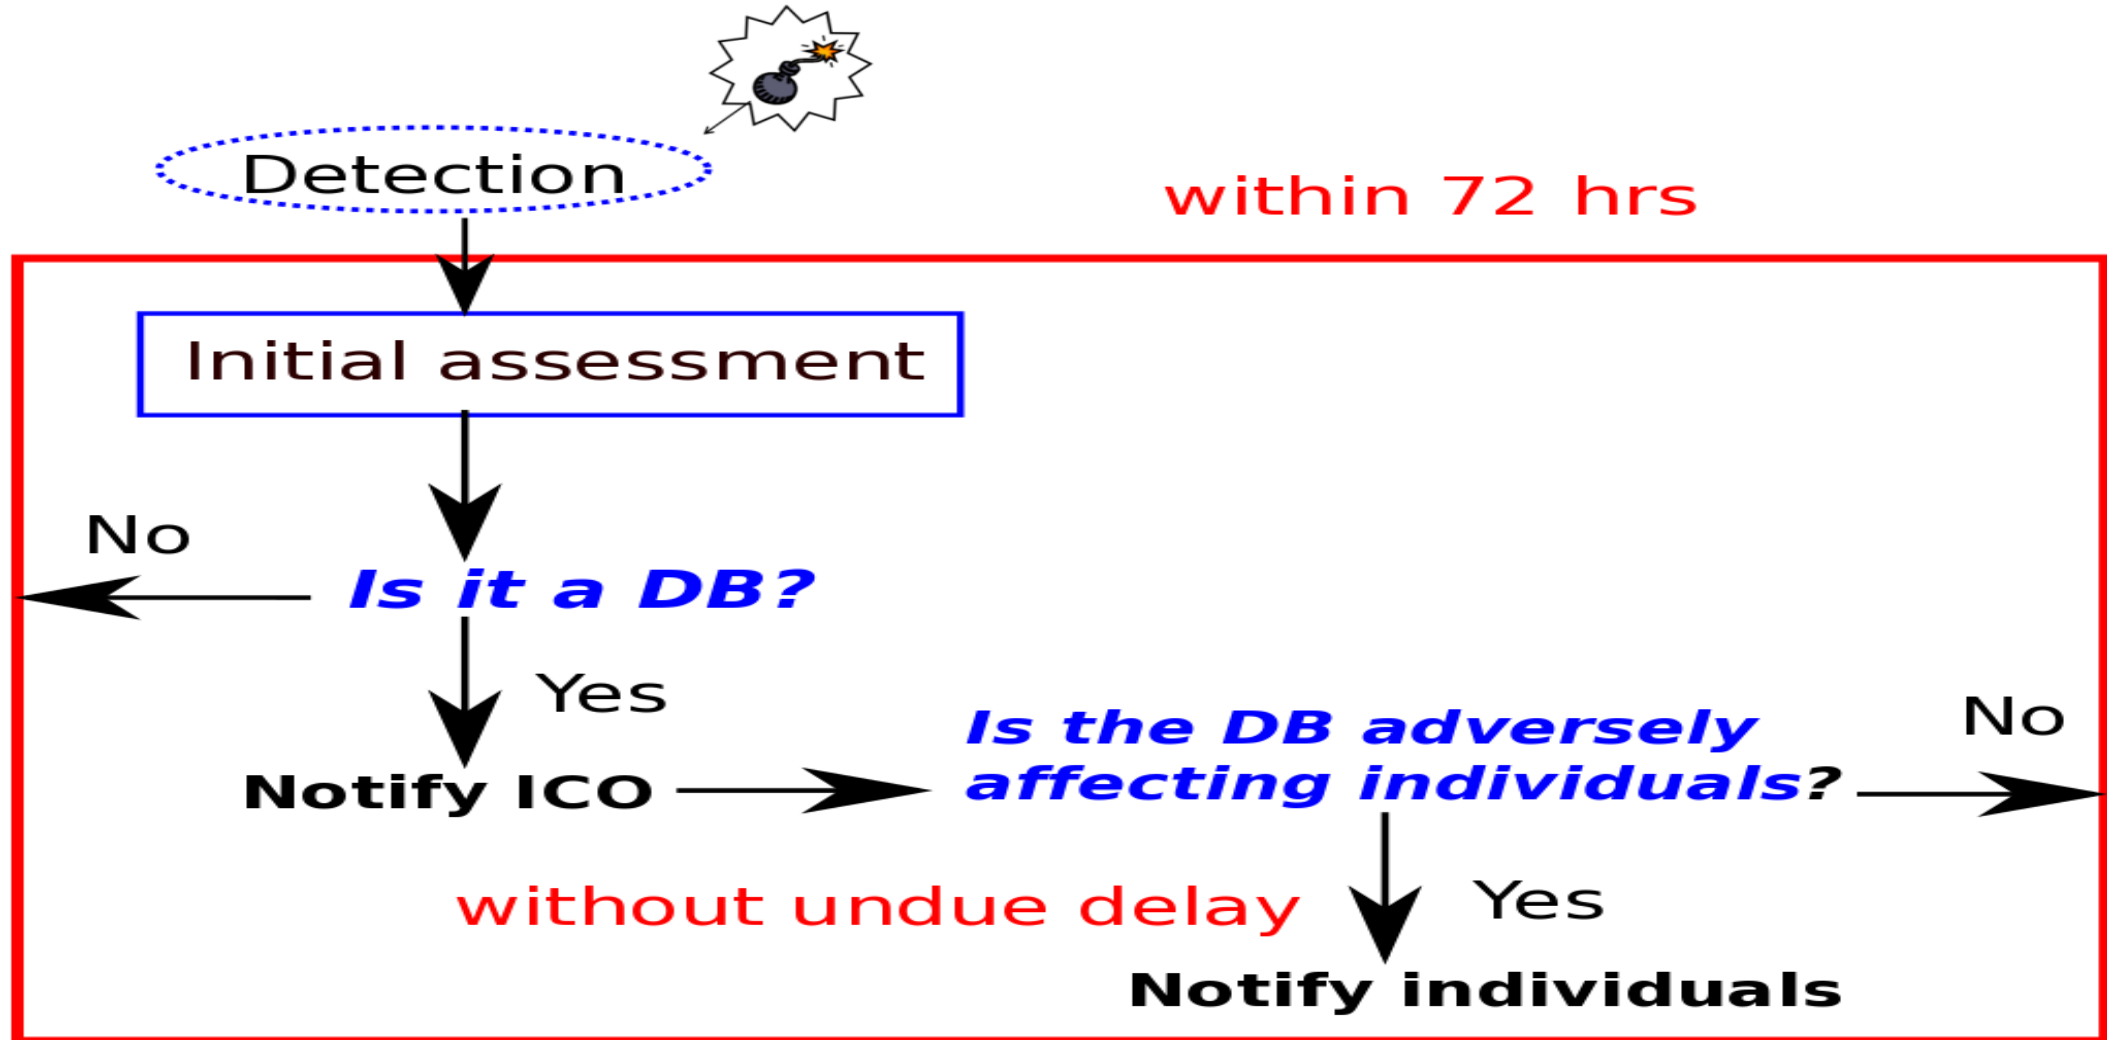 Detection
within 72 hrs
Initial assessment
No
Is it a DB?
Yes
Notify ICO
Is the DB adversely
affecting individuals?
No
without undue delay
Yes
Notify individuals